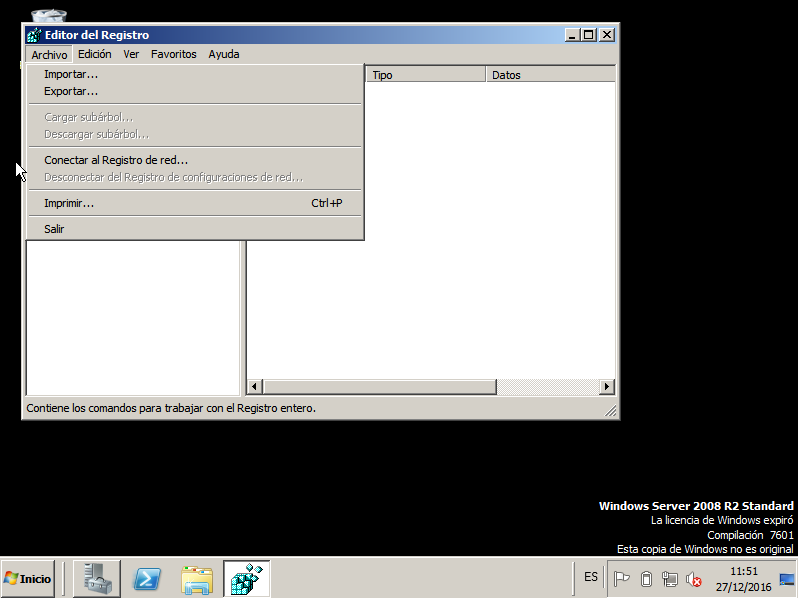 Editor del Registro
Archivo Edición Ver Favoritos Ayuda
Importar...
Exportar...
Cargar subárbol...
Descargar subárbol...
Conectar al Registro de red...
Desconectar del Registro de configuraciones de red...
Imprimir... Ctrl+P
Salir
Tipo Datos
Contiene los comandos para trabajar con el Registro entero.
Windows Server 2008 R2 Standard
La licencia de Windows expiró
Compilación 7601
Esta copia de Windows no es original
Inicio
ES
11:51
27/12/2016